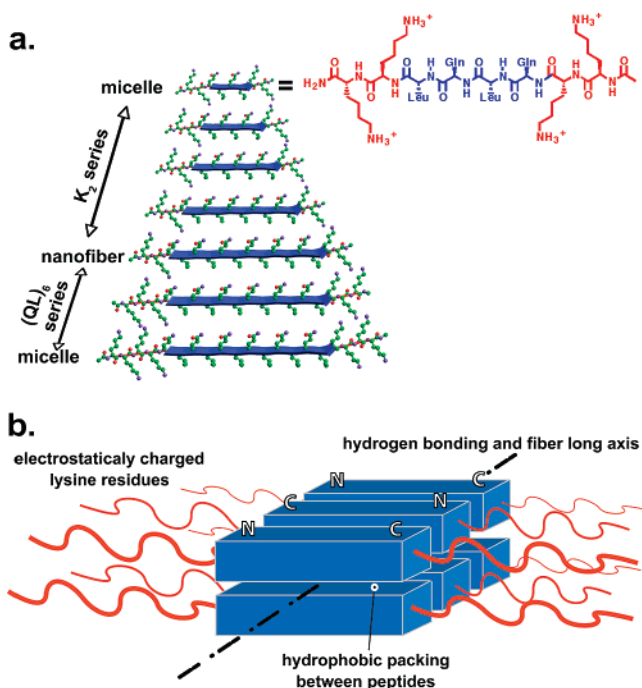 a.
micelle
=
NH₃⁺
NH₃⁺
H₂N
O
N
H
O
H
N
Leu
O
H
N
Gln
O
N
H
Leu
O
H
N
Gln
O
N
H
O
H
N
O
N
H
O
NH₃⁺
NH₃⁺
K₂ series
nanofiber
(QL)₆
series
micelle
b.
electrostaticaly charged
lysine residues
hydrogen bonding and fiber long axis
N
C
C
N
N
C
hydrophobic packing
between peptides